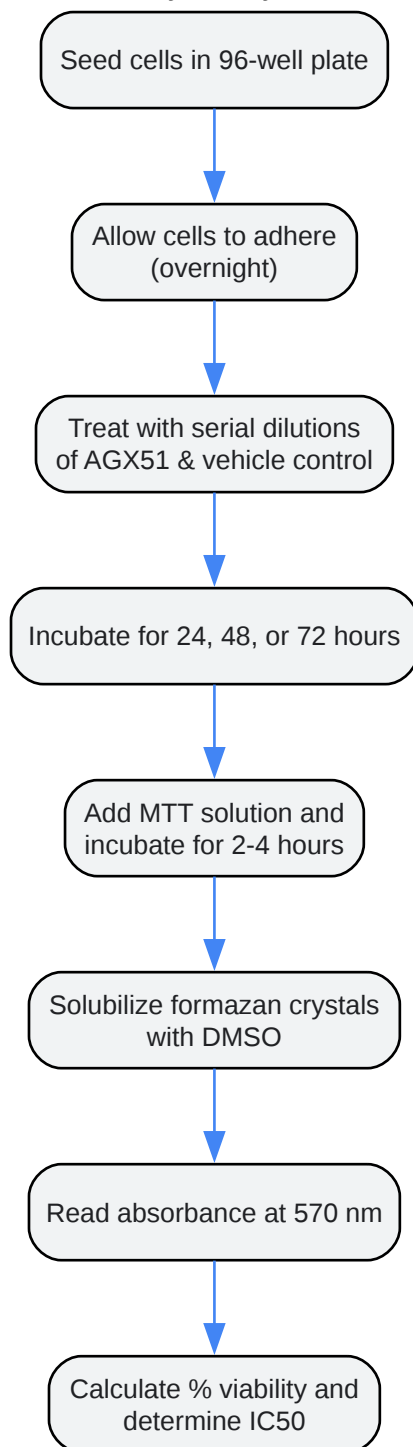 Seed cells in 96-well plate
Allow cells to adhere
(overnight)
Treat with serial dilutions
of AGX51 & vehicle control
Incubate for 24, 48, or 72 hours
Add MTT solution and
incubate for 2-4 hours
Solubilize formazan crystals
with DMSO
Read absorbance at 570 nm
Calculate % viability and
determine IC50